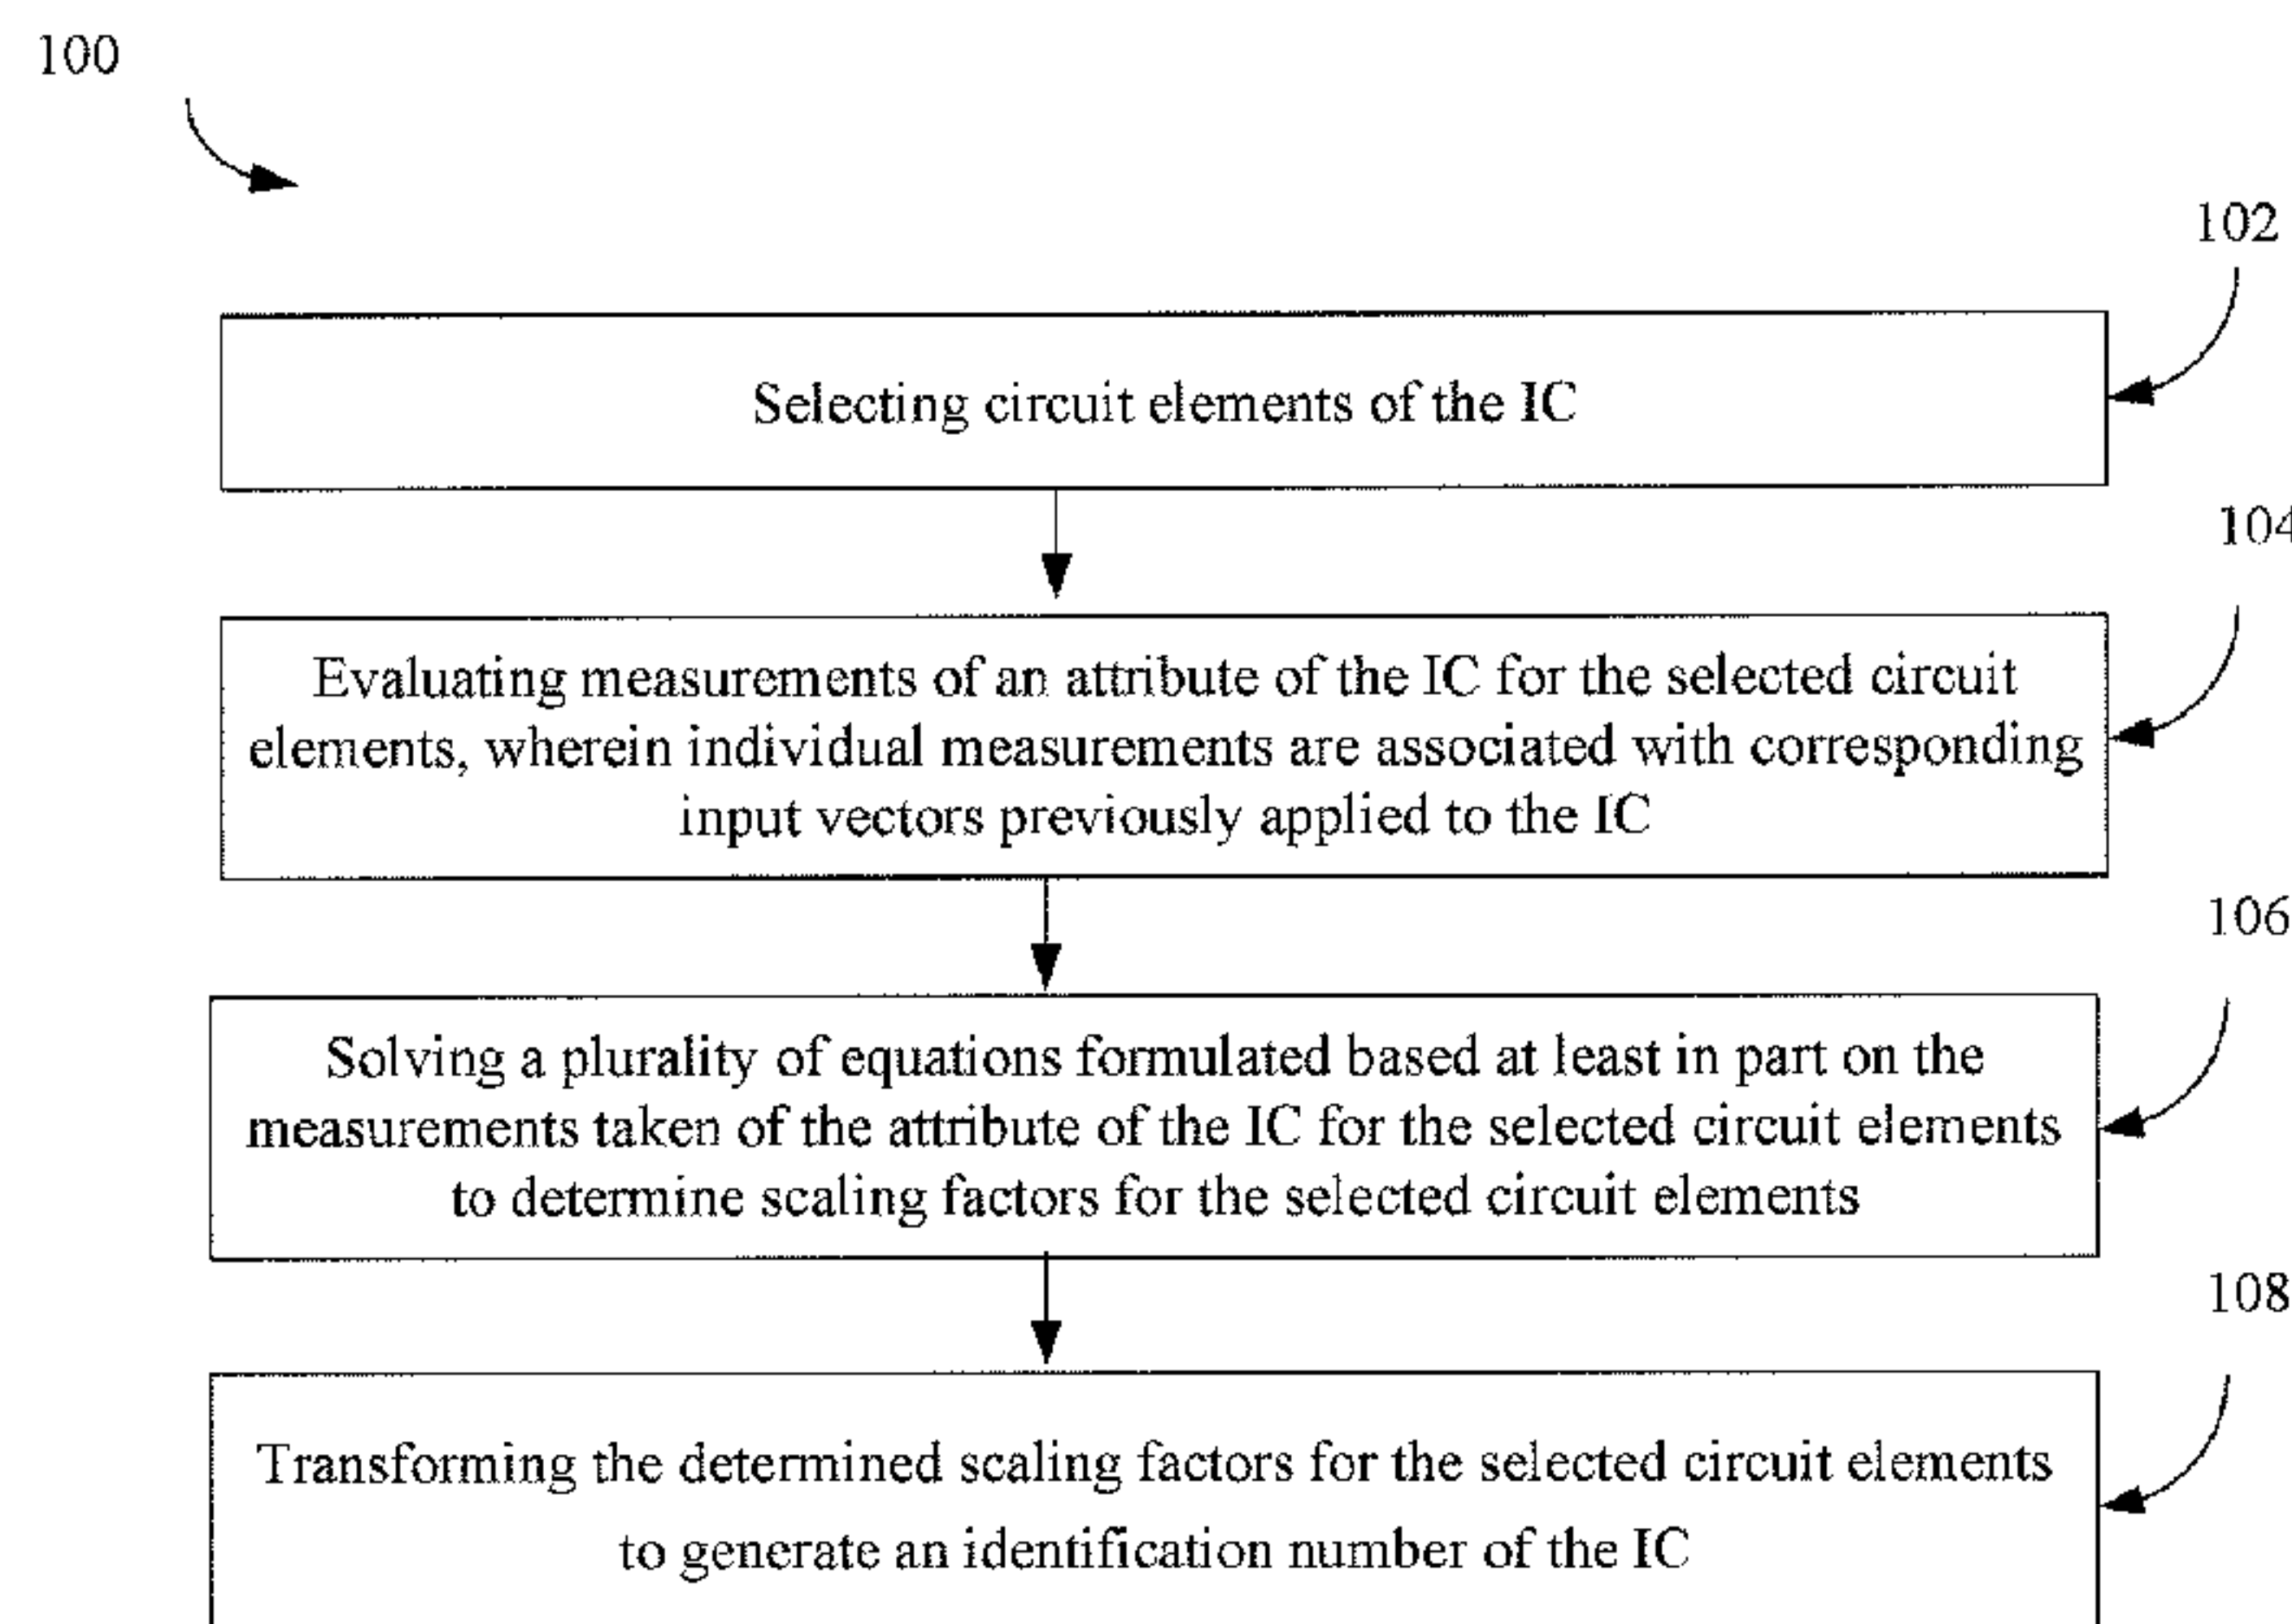 100
102
Selecting circuit elements of the IC
104
Evaluating measurements of an attribute of the IC for the selected circuit
elements, wherein individual measurements are associated with corresponding
input vectors previously applied to the IC
106
Solving a plurality of equations formulated based at least in part on the
measurements taken of the attribute of the IC for the selected circuit elements
to determine scaling factors for the selected circuit elements
108
Transforming the determined scaling factors for the selected circuit elements
to generate an identification number of the IC